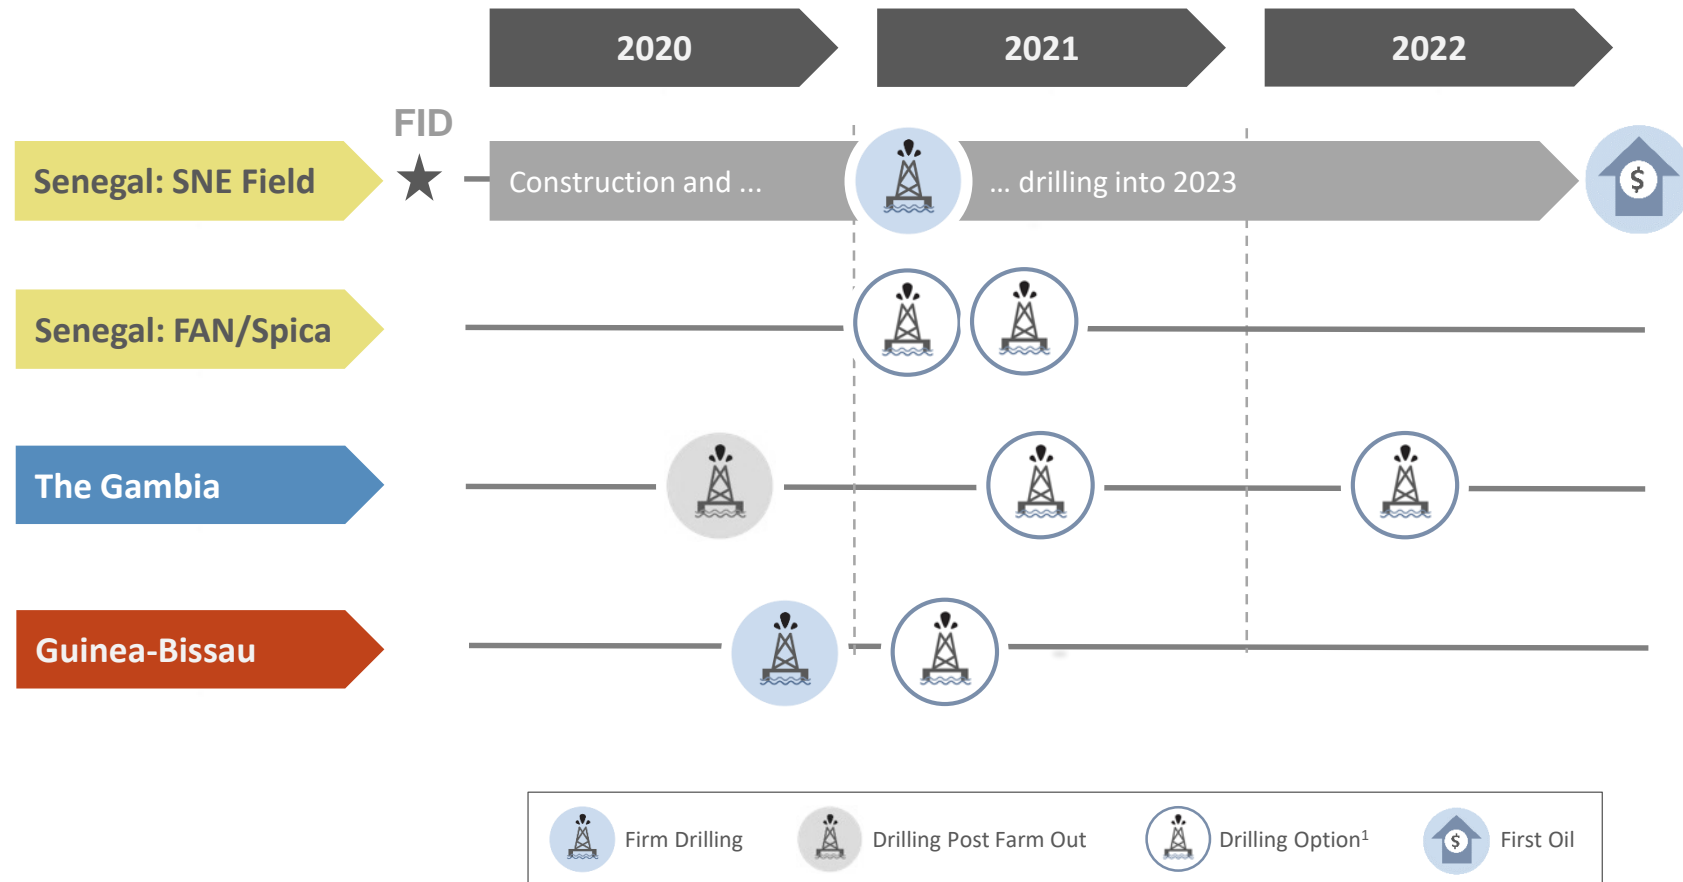 2020
2021
2022
FID
Senegal: SNE Field
Construction and ...
... drilling into 2023
$
Senegal: FAN/Spica
The Gambia
Guinea-Bissau
Firm Drilling
Drilling Post Farm Out
Drilling Option¹
$
First Oil